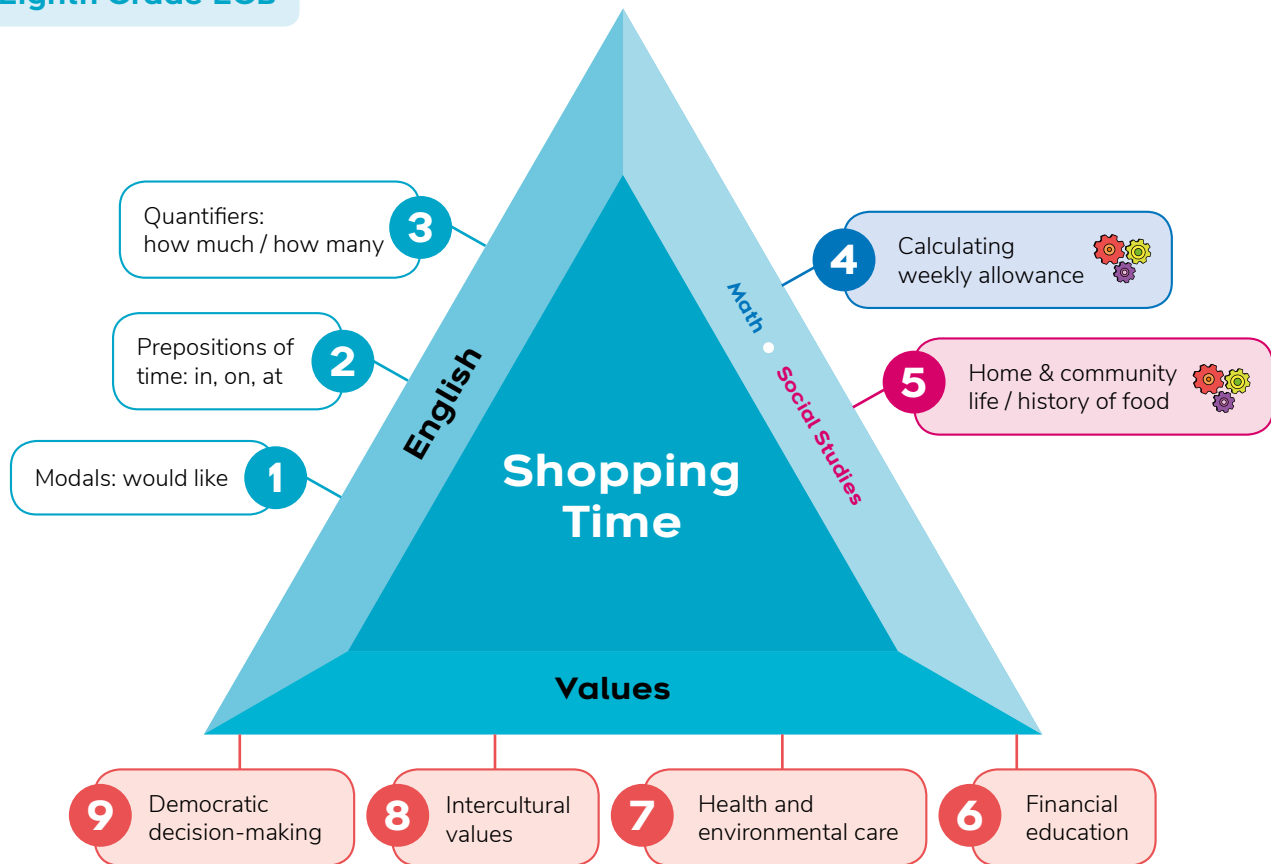 Eighth Grade EGB
Quantifiers:
how much / how many
3
Prepositions of
time: in, on, at
2
Modals: would like
1
English
Shopping
Time
Math • Social Studies
4
Calculating
weekly allowance
5
Home & community
life / history of food
Values
9
Democratic
decision-making
8
Intercultural
values
7
Health and
environmental care
6
Financial
education